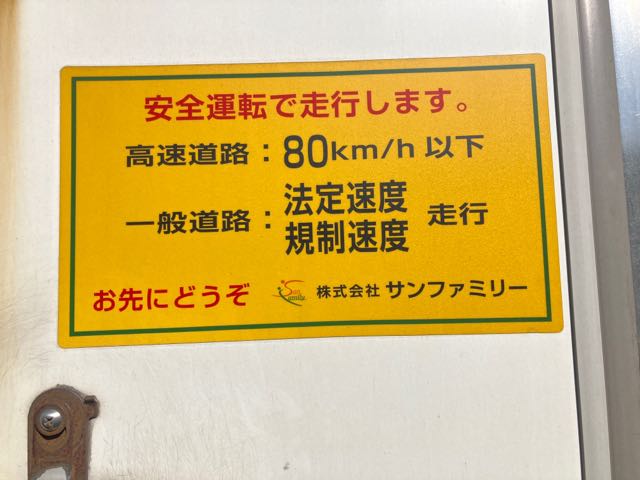 安全運転で走行します。
高速道路：80km/h 以下
一般道路：法定速度 規制速度 走行
お先にどうぞ Sun Family 株式会社 サンファミリー